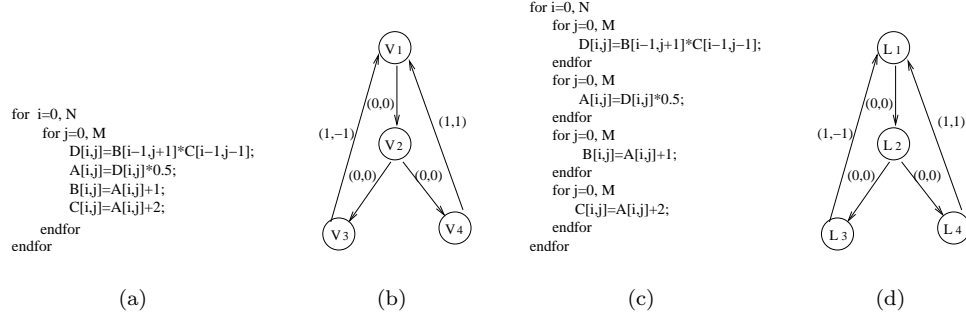 for i=0, N
for j=0, M
D[i,j]=B[i−1,j+1]*C[i−1,j−1];
A[i,j]=D[i,j]*0.5;
B[i,j]=A[i,j]+1;
C[i,j]=A[i,j]+2;
endfor
endfor
(a)
V1
(0,0)
(1,−1)
(1,1)
V2
(0,0)
(0,0)
V3
V4
(b)
for i=0, N
for j=0, M
D[i,j]=B[i−1,j+1]*C[i−1,j−1];
endfor
for j=0, M
A[i,j]=D[i,j]*0.5;
endfor
for j=0, M
B[i,j]=A[i,j]+1;
endfor
for j=0, M
C[i,j]=A[i,j]+2;
endfor
endfor
(c)
L1
(0,0)
(1,−1)
(1,1)
L2
(0,0)
(0,0)
L3
L4
(d)